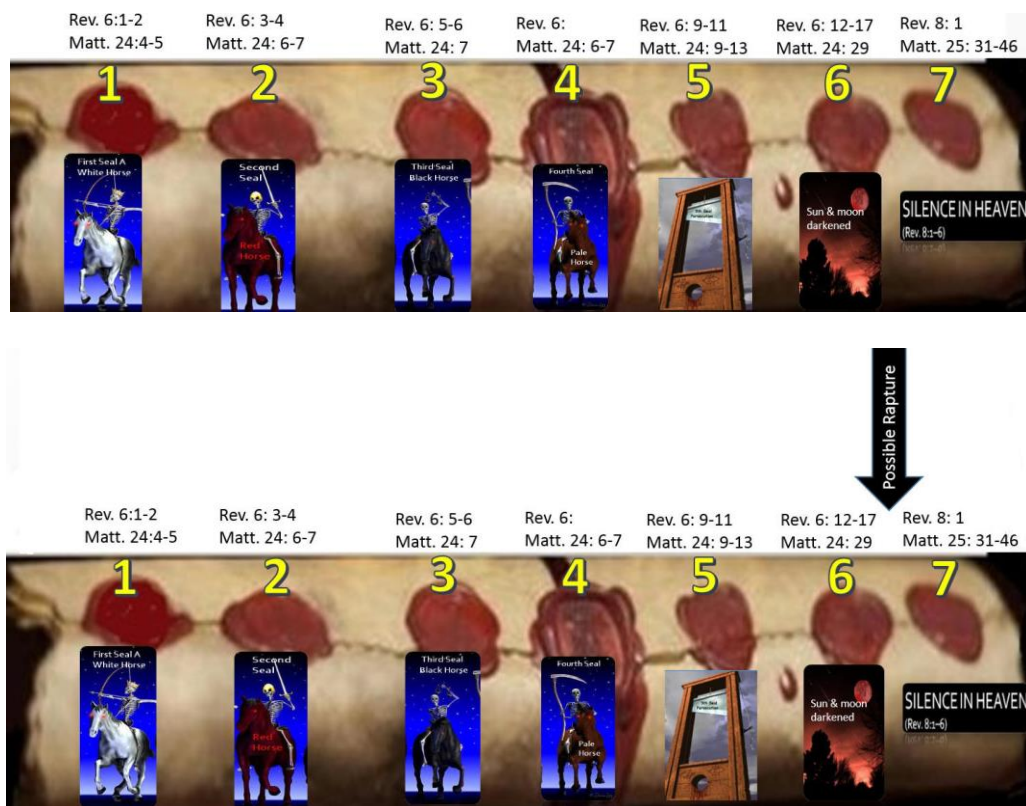 Rev. 6:1-2
Matt. 24:4-5
Rev. 6: 3-4
Matt. 24: 6-7
Rev. 6: 5-6
Matt. 24: 7
Rev. 6:
Matt. 24: 6-7
Rev. 6: 9-11
Matt. 24: 9-13
Rev. 6: 12-17
Matt. 24: 29
Rev. 8: 1
Matt. 25: 31-46
1
2
3
4
5
6
7
First Seal A
White Horse
Second
Seal
Red
Horse
Third Seal
Black Horse
Fourth Seal
Pale
Horse
5th Seal
Persecution
Sun & moon
darkened
SILENCE IN HEAVEN
(Rev. 8:1-6)
Possible Rapture
Rev. 6:1-2
Matt. 24:4-5
Rev. 6: 3-4
Matt. 24: 6-7
Rev. 6: 5-6
Matt. 24: 7
Rev. 6:
Matt. 24: 6-7
Rev. 6: 9-11
Matt. 24: 9-13
Rev. 6: 12-17
Matt. 24: 29
Rev. 8: 1
Matt. 25: 31-46
1
2
3
4
5
6
7
First Seal A
White Horse
Second
Seal
Red
Horse
Third Seal
Black Horse
Fourth Seal
Pale
Horse
5th Seal
Persecution
Sun & moon
darkened
SILENCE IN HEAVEN
(Rev. 8:1-6)